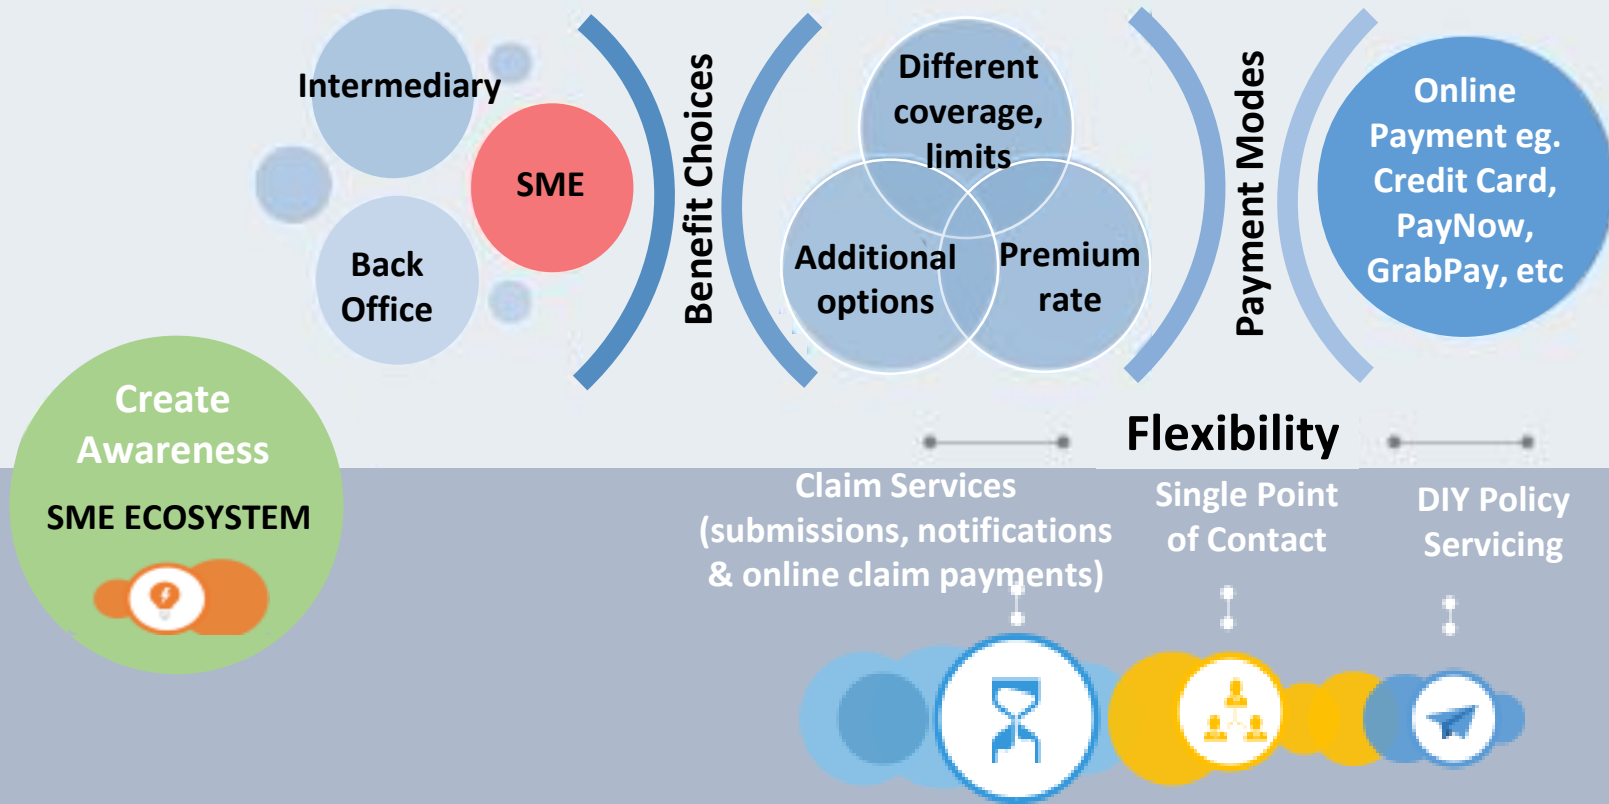 Intermediary
SME
Back
Office
Benefit Choices
Different
coverage,
limits
Additional
options
Premium
rate
Payment Modes
Online
Payment eg.
Credit Card,
PayNow,
GrabPay, etc
Create
Awareness
SME ECOSYSTEM
Flexibility
Claim Services
(submissions, notifications
& online claim payments)
Single Point
of Contact
DIY Policy
Servicing